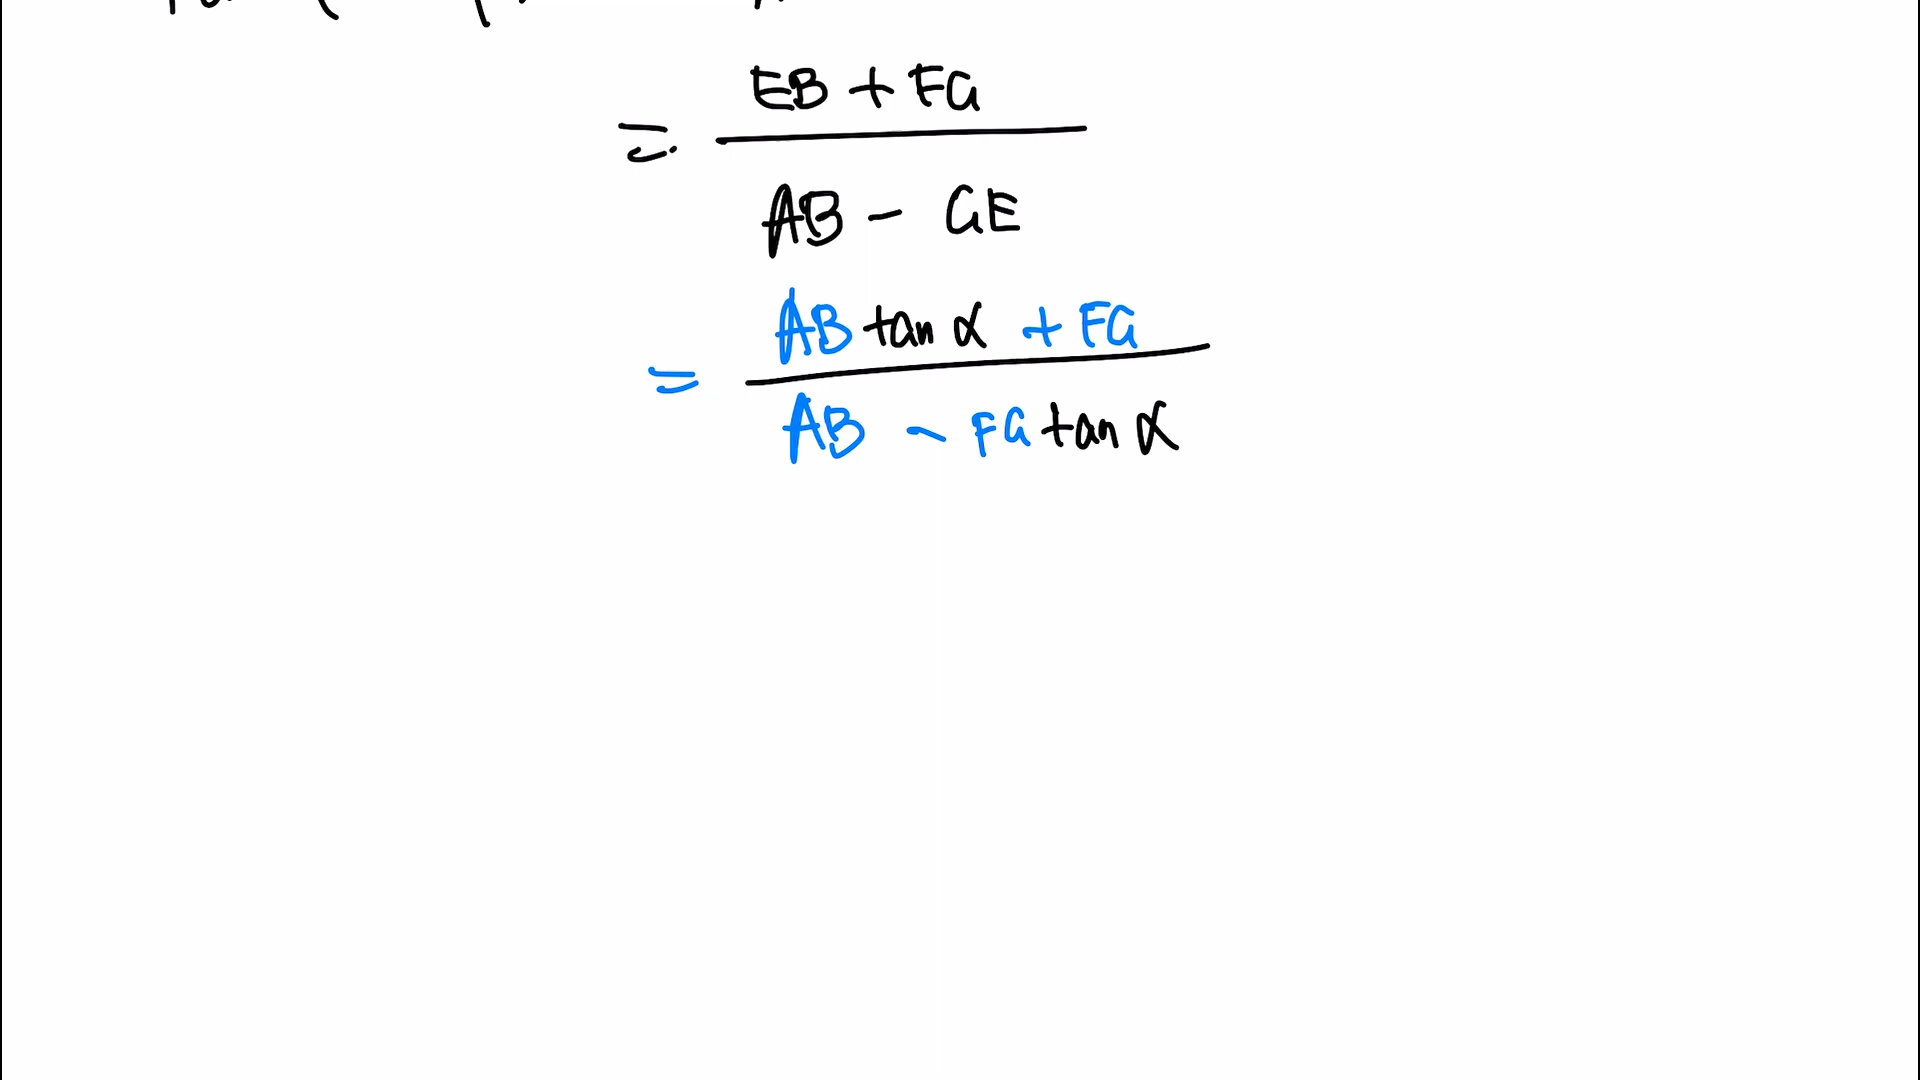 = EB + FG
AB - GE
= AB tan α + FG
AB - FG tan α